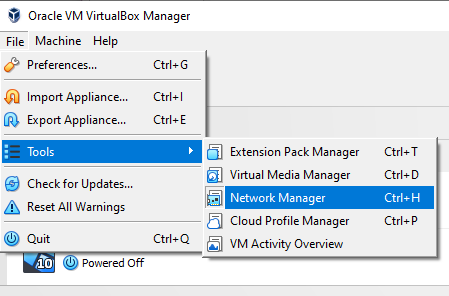 Oracle VM VirtualBox Manager
File Machine Help
Preferences... Ctrl+G
Import Appliance... Ctrl+I
Export Appliance... Ctrl+E
Tools
Extension Pack Manager Ctrl+T
Virtual Media Manager Ctrl+D
Network Manager Ctrl+H
Cloud Profile Manager Ctrl+P
VM Activity Overview
Check for Updates...
Reset All Warnings
Quit Ctrl+Q
10 Powered Off